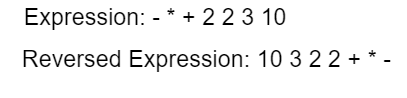 Expression: - * + 2 2 3 10
Reversed Expression: 10 3 2 2 + * -